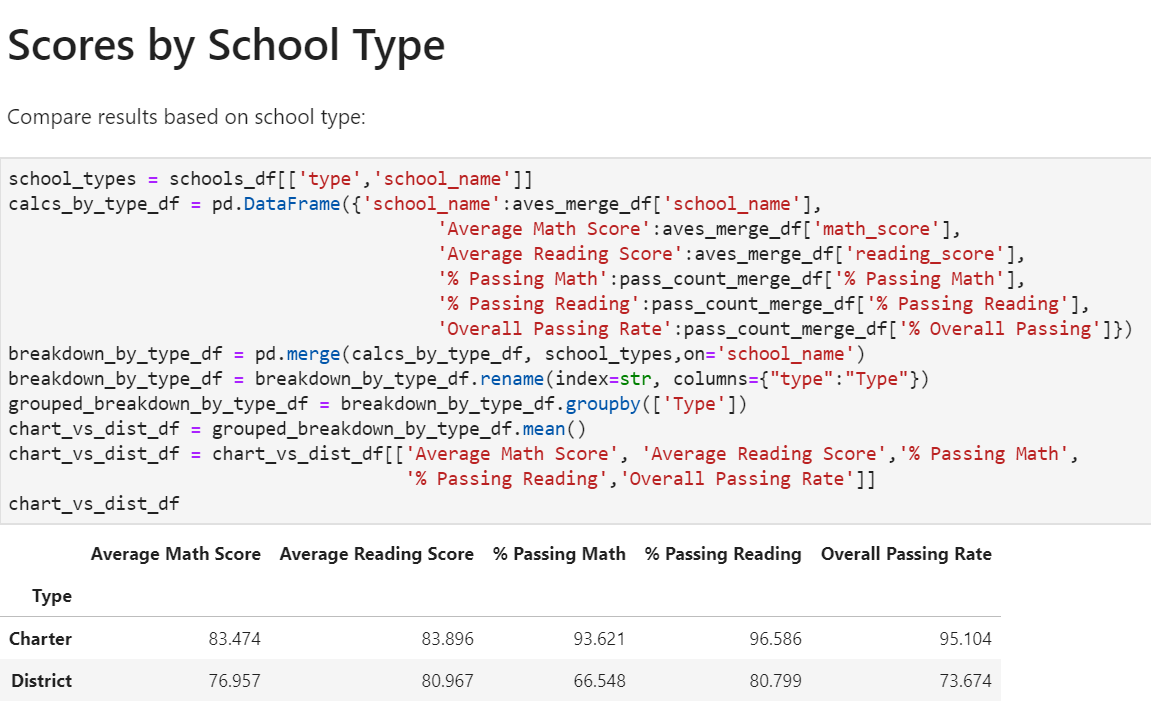 Scores by School Type
Compare results based on school type:
school_types = schools_df[['type','school_name']]
calcs_by_type_df = pd.DataFrame({'school_name':aves_merge_df['school_name'],
'Average Math Score':aves_merge_df['math_score'],
'Average Reading Score':aves_merge_df['reading_score'],
'% Passing Math':pass_count_merge_df['% Passing Math'],
'% Passing Reading':pass_count_merge_df['% Passing Reading'],
'Overall Passing Rate':pass_count_merge_df['% Overall Passing']})
breakdown_by_type_df = pd.merge(calcs_by_type_df, school_types,on='school_name')
breakdown_by_type_df = breakdown_by_type_df.rename(index=str, columns={"type":"Type"})
grouped_breakdown_by_type_df = breakdown_by_type_df.groupby(['Type'])
chart_vs_dist_df = grouped_breakdown_by_type_df.mean()
chart_vs_dist_df = chart_vs_dist_df[['Average Math Score', 'Average Reading Score','% Passing Math',
'% Passing Reading','Overall Passing Rate']]
chart_vs_dist_df
Average Math Score Average Reading Score % Passing Math % Passing Reading Overall Passing Rate
Type
Charter 83.474 83.896 93.621 96.586 95.104
District 76.957 80.967 66.548 80.799 73.674